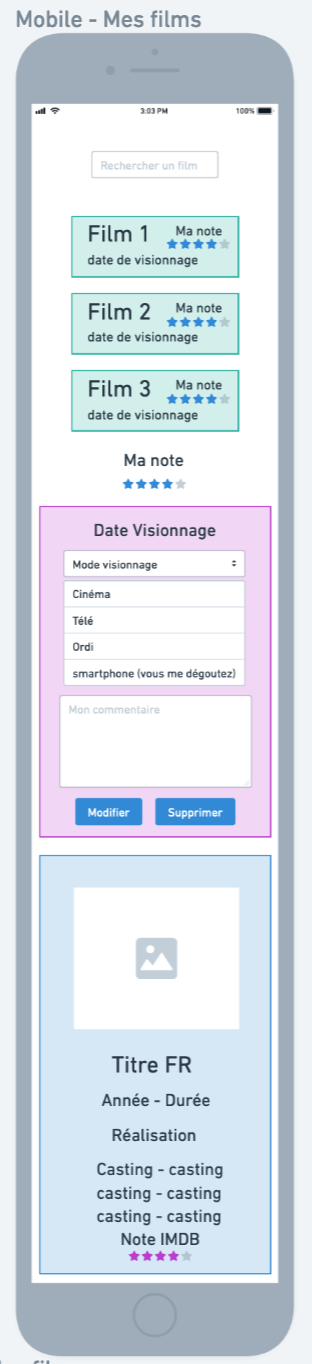 Mobile - Mes films
3:03 PM
100%
Rechercher un film
Film 1
Ma note
date de visionnage
Film 2
Ma note
date de visionnage
Film 3
Ma note
date de visionnage
Ma note
Date Visionnage
Mode visionnage
Cinéma
Télé
Ordi
smartphone (vous me dégoutez)
Mon commentaire
Modifier
Supprimer
Titre FR
Année - Durée
Réalisation
Casting - casting
casting - casting
casting - casting
Note IMDB